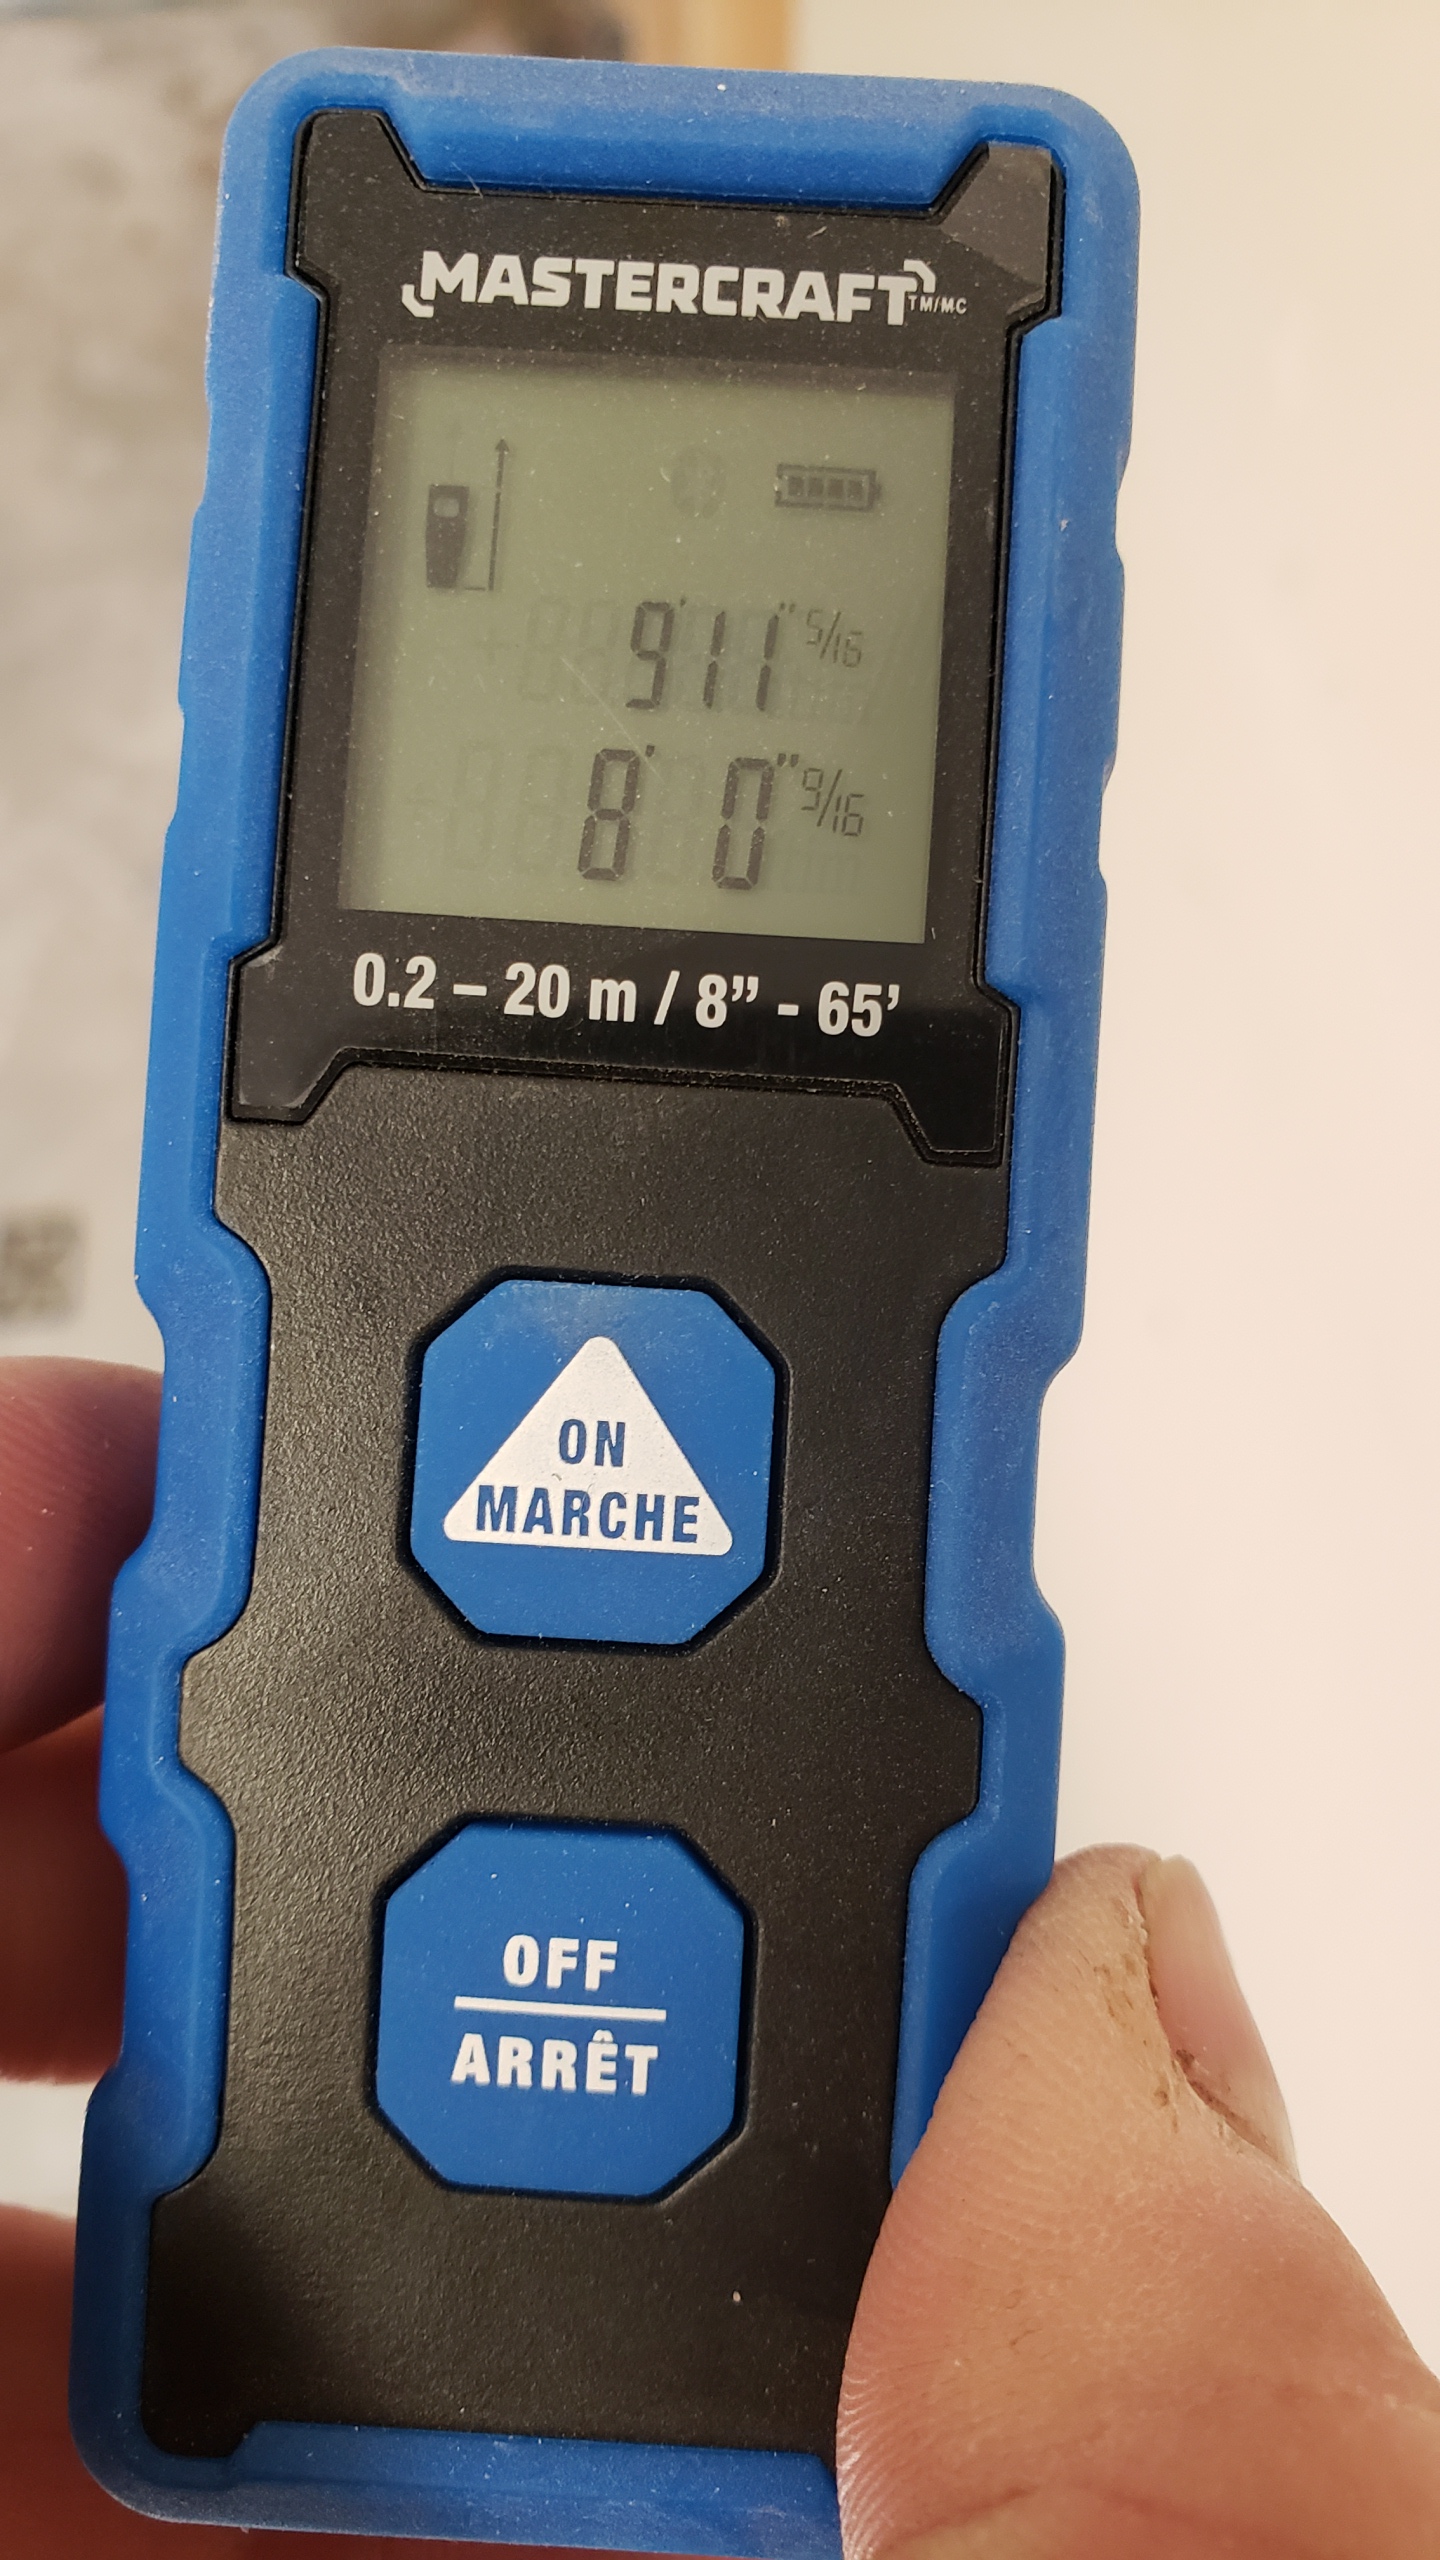 MASTERCRAFT TM/MC
9' 11" 5/16
8' 0" 9/16
0.2 – 20 m / 8” - 65’
ON
MARCHE
OFF
ARRÊT